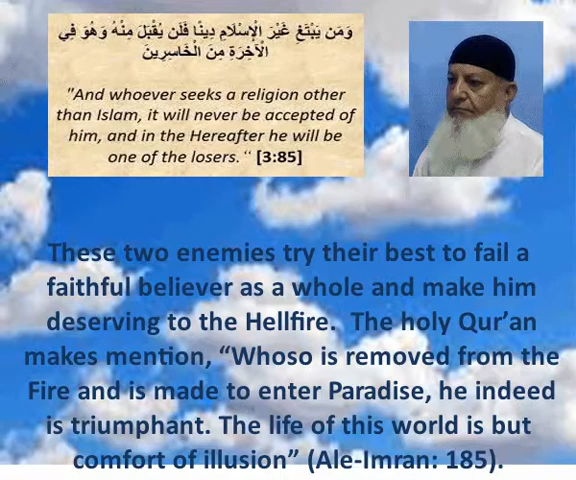 وَمَن يَبْتَغِ غَيْرَ الْإِسْلَامِ دِينًا فَلَن يُقْبَلَ مِنْهُ وَهُوَ فِي
الْآخِرَةِ مِنَ الْخَاسِرِينَ
"And whoever seeks a religion other
than Islam, it will never be accepted of
him, and in the Hereafter he will be
one of the losers. " [3:85]
These two enemies try their best to fail a
faithful believer as a whole and make him
deserving to the Hellfire. The holy Qur’an
makes mention, “Whoso is removed from the
Fire and is made to enter Paradise, he indeed
is triumphant. The life of this world is but
comfort of illusion” (Ale-Imran: 185).